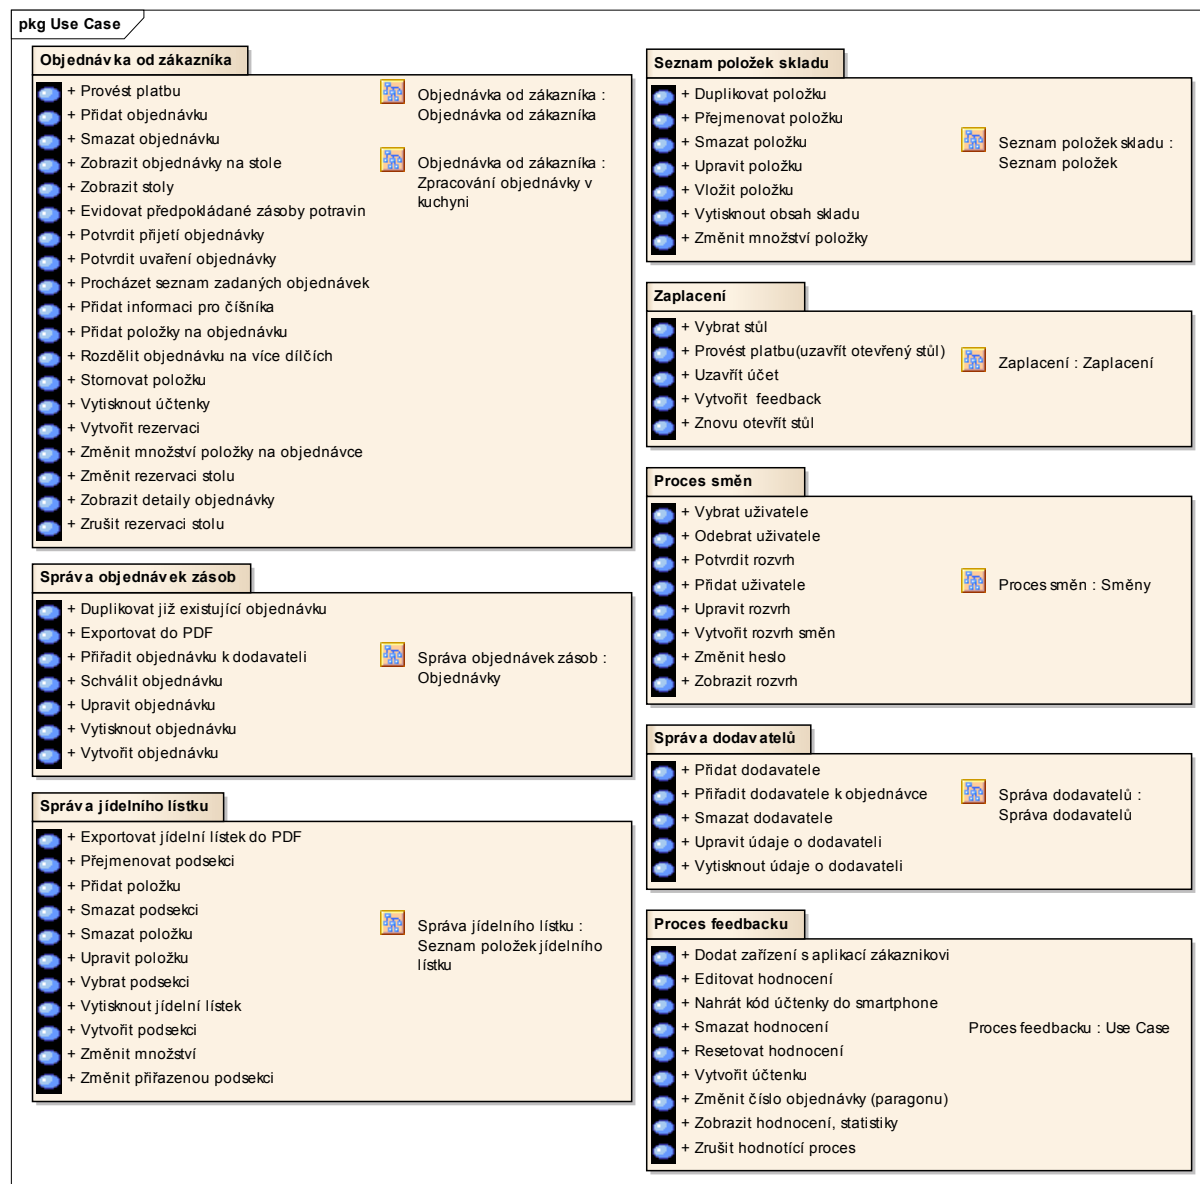 pkg Use Case
Objednávka od zákazníka
+ Provést platbu
+ Přidat objednávku
+ Smazat objednávku
+ Zobrazit objednávky na stole
+ Zobrazit stoly
+ Evidovat předpokládané zásoby potravin
+ Potvrdit přijetí objednávky
+ Potvrdit uvaření objednávky
+ Procházet seznam zadaných objednávek
+ Přidat informaci pro číšníka
+ Přidat položky na objednávku
+ Rozdělit objednávku na více dílčích
+ Stornovat položku
+ Vytisknout účtenky
+ Vytvořit rezervaci
+ Změnit množství položky na objednávce
+ Změnit rezervaci stolu
+ Zobrazit detaily objednávky
+ Zrušit rezervaci stolu
Objednávka od zákazníka :
Objednávka od zákazníka
Objednávka od zákazníka :
Zpracování objednávky v
kuchyni
Správa objednávek zásob
+ Duplikovat již existující objednávku
+ Exportovat do PDF
+ Přiřadit objednávku k dodavateli
+ Schválit objednávku
+ Upravit objednávku
+ Vytisknout objednávku
+ Vytvořit objednávku
Správa objednávek zásob :
Objednávky
Správa jídelního lístku
+ Exportovat jídelní lístek do PDF
+ Přejmenovat podsekci
+ Přidat položku
+ Smazat podsekci
+ Smazat položku
+ Upravit položku
+ Vybrat podsekci
+ Vytisknout jídelní lístek
+ Vytvořit podsekci
+ Změnit množství
+ Změnit přiřazenou podsekci
Správa jídelního lístku :
Seznam položek jídelního
lístku
Seznam položek skladu
+ Duplikovat položku
+ Přejmenovat položku
+ Smazat položku
+ Upravit položku
+ Vložit položku
+ Vytisknout obsah skladu
+ Změnit množství položky
Seznam položek skladu :
Seznam položek
Zaplacení
+ Vybrat stůl
+ Provést platbu(uzavřít otevřený stůl)
+ Uzavřít účet
+ Vytvořit feedback
+ Znovu otevřít stůl
Zaplacení : Zaplacení
Proces směn
+ Vybrat uživatele
+ Odebrat uživatele
+ Potvrdit rozvrh
+ Přidat uživatele
+ Upravit rozvrh
+ Vytvořit rozvrh směn
+ Změnit heslo
+ Zobrazit rozvrh
Proces směn : Směny
Správa dodavatelů
+ Přidat dodavatele
+ Přiřadit dodavatele k objednávce
+ Smazat dodavatele
+ Upravit údaje o dodavateli
+ Vytisknout údaje o dodavateli
Správa dodavatelů :
Správa dodavatelů
Proces feedbacku
+ Dodat zařízení s aplikací zákaznikovi
+ Editovat hodnocení
+ Nahrát kód účtenky do smartphone
+ Smazat hodnocení
+ Resetovat hodnocení
+ Vytvořit účtenku
+ Změnit číslo objednávky (paragonu)
+ Zobrazit hodnocení, statistiky
+ Zrušit hodnotící proces
Proces feedbacku : Use Case